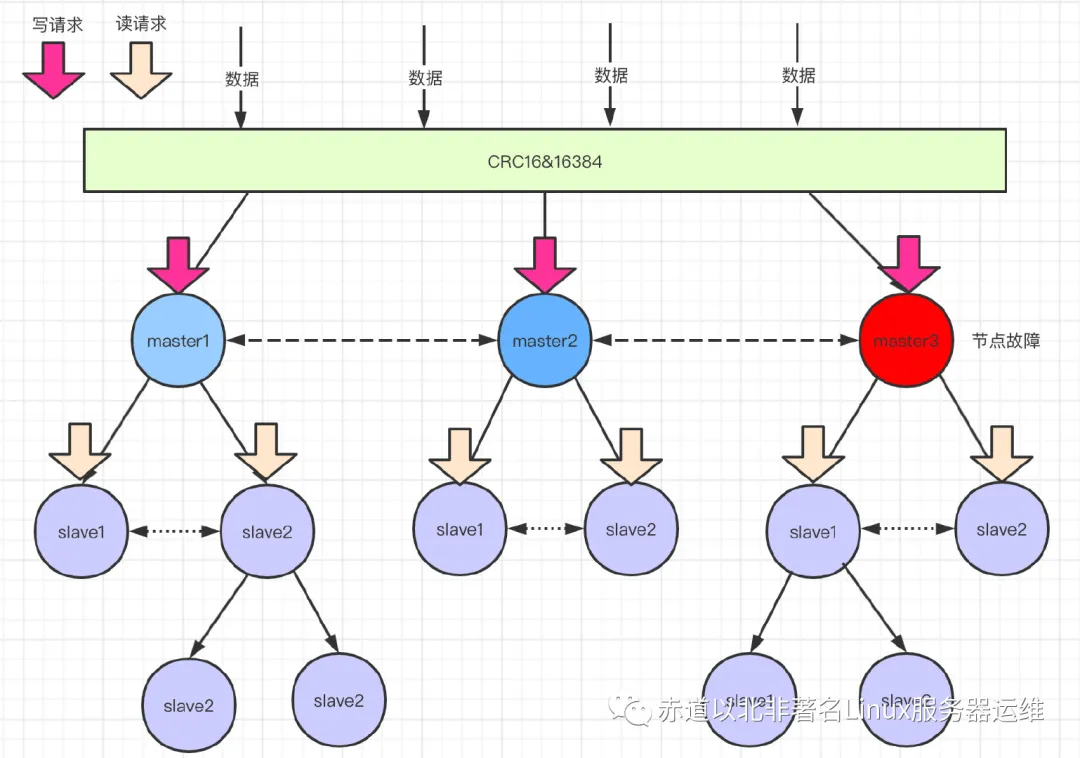 写请求
读请求
数据
数据
数据
数据
CRC16&16384
master1
master2
master3
节点故障
slave1
slave2
slave1
slave2
slave1
slave2
slave2
slave2
slave1
slave2
赤道以北非著名Linux服务器运维